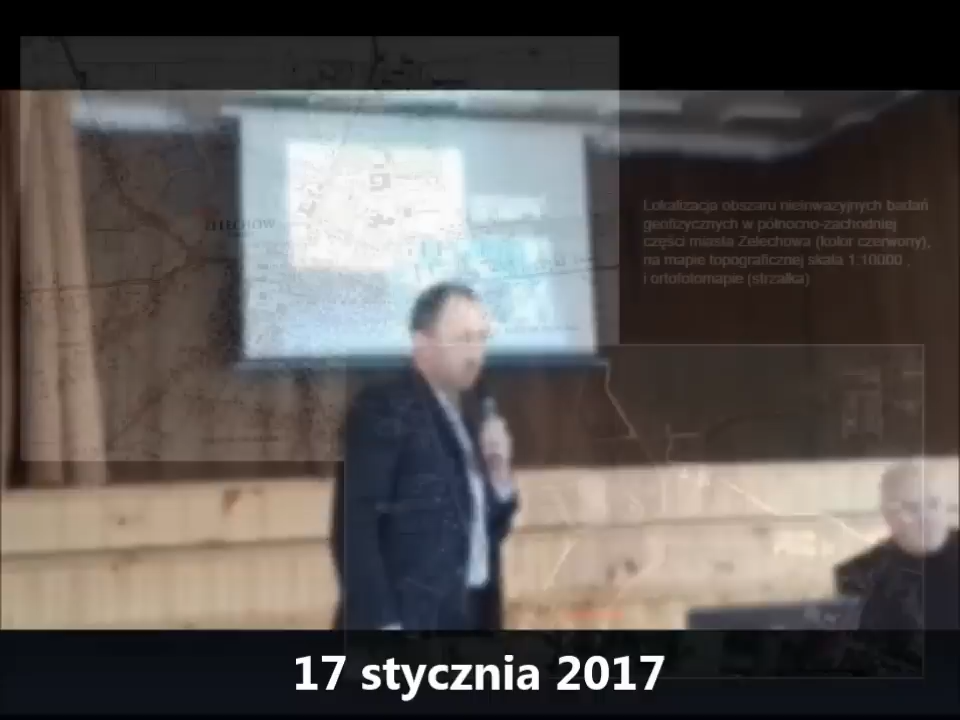 ŻELECHÓW
Lokalizacja obszaru nieinwazyjnych badań
geofizycznych w północno-zachodniej
części miasta Żelechowa (kolor czerwony),
na mapie topograficznej skala 1:10000 ,
i ortofotomapie (strzałka)
17 stycznia 2017